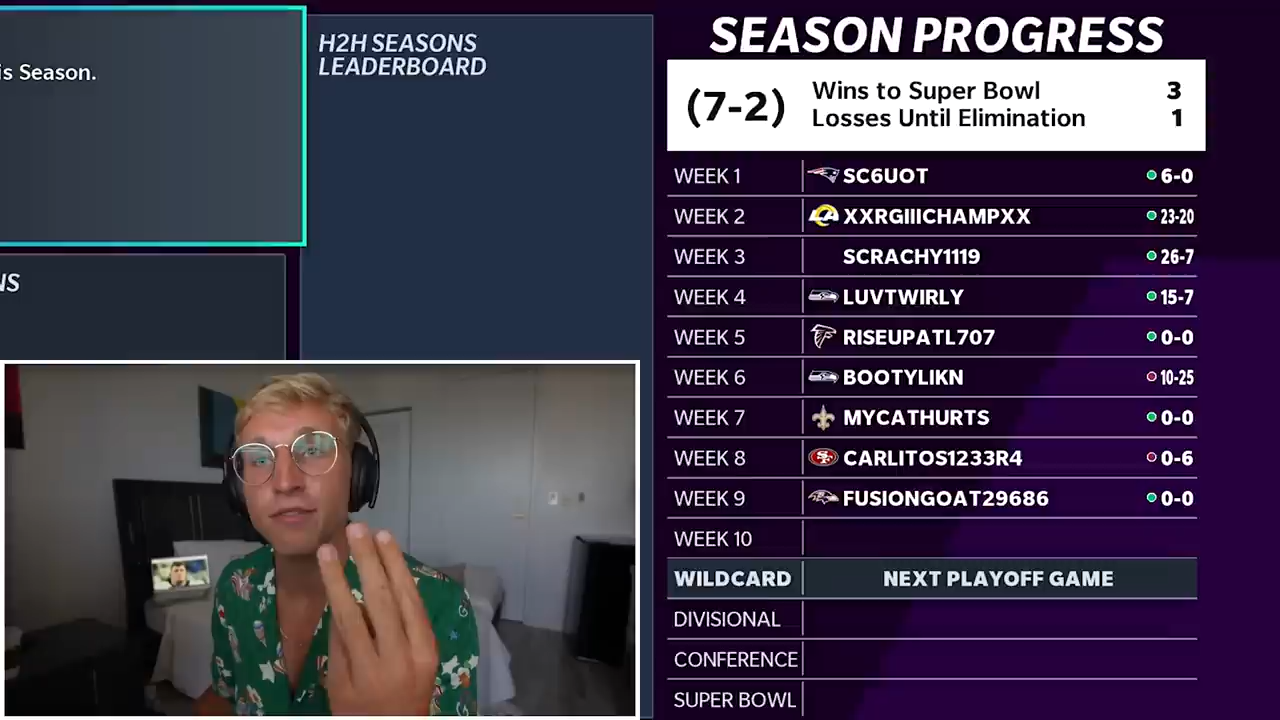 is Season.
NS
H2H SEASONS
LEADERBOARD
SEASON PROGRESS
(7-2)
Wins to Super Bowl 3
Losses Until Elimination 1
WEEK 1 SC6UOT 6-0
WEEK 2 XXRGIIICHAMPXX 23-20
WEEK 3 SCRACHY1119 26-7
WEEK 4 LUVTWIRLY 15-7
WEEK 5 RISEUPATL707 0-0
WEEK 6 BOOTYLIKN 10-25
WEEK 7 MYCATHURTS 0-0
WEEK 8 CARLITOS1233R4 0-6
WEEK 9 FUSIONGOAT29686 0-0
WEEK 10
WILDCARD NEXT PLAYOFF GAME
DIVISIONAL
CONFERENCE
SUPER BOWL